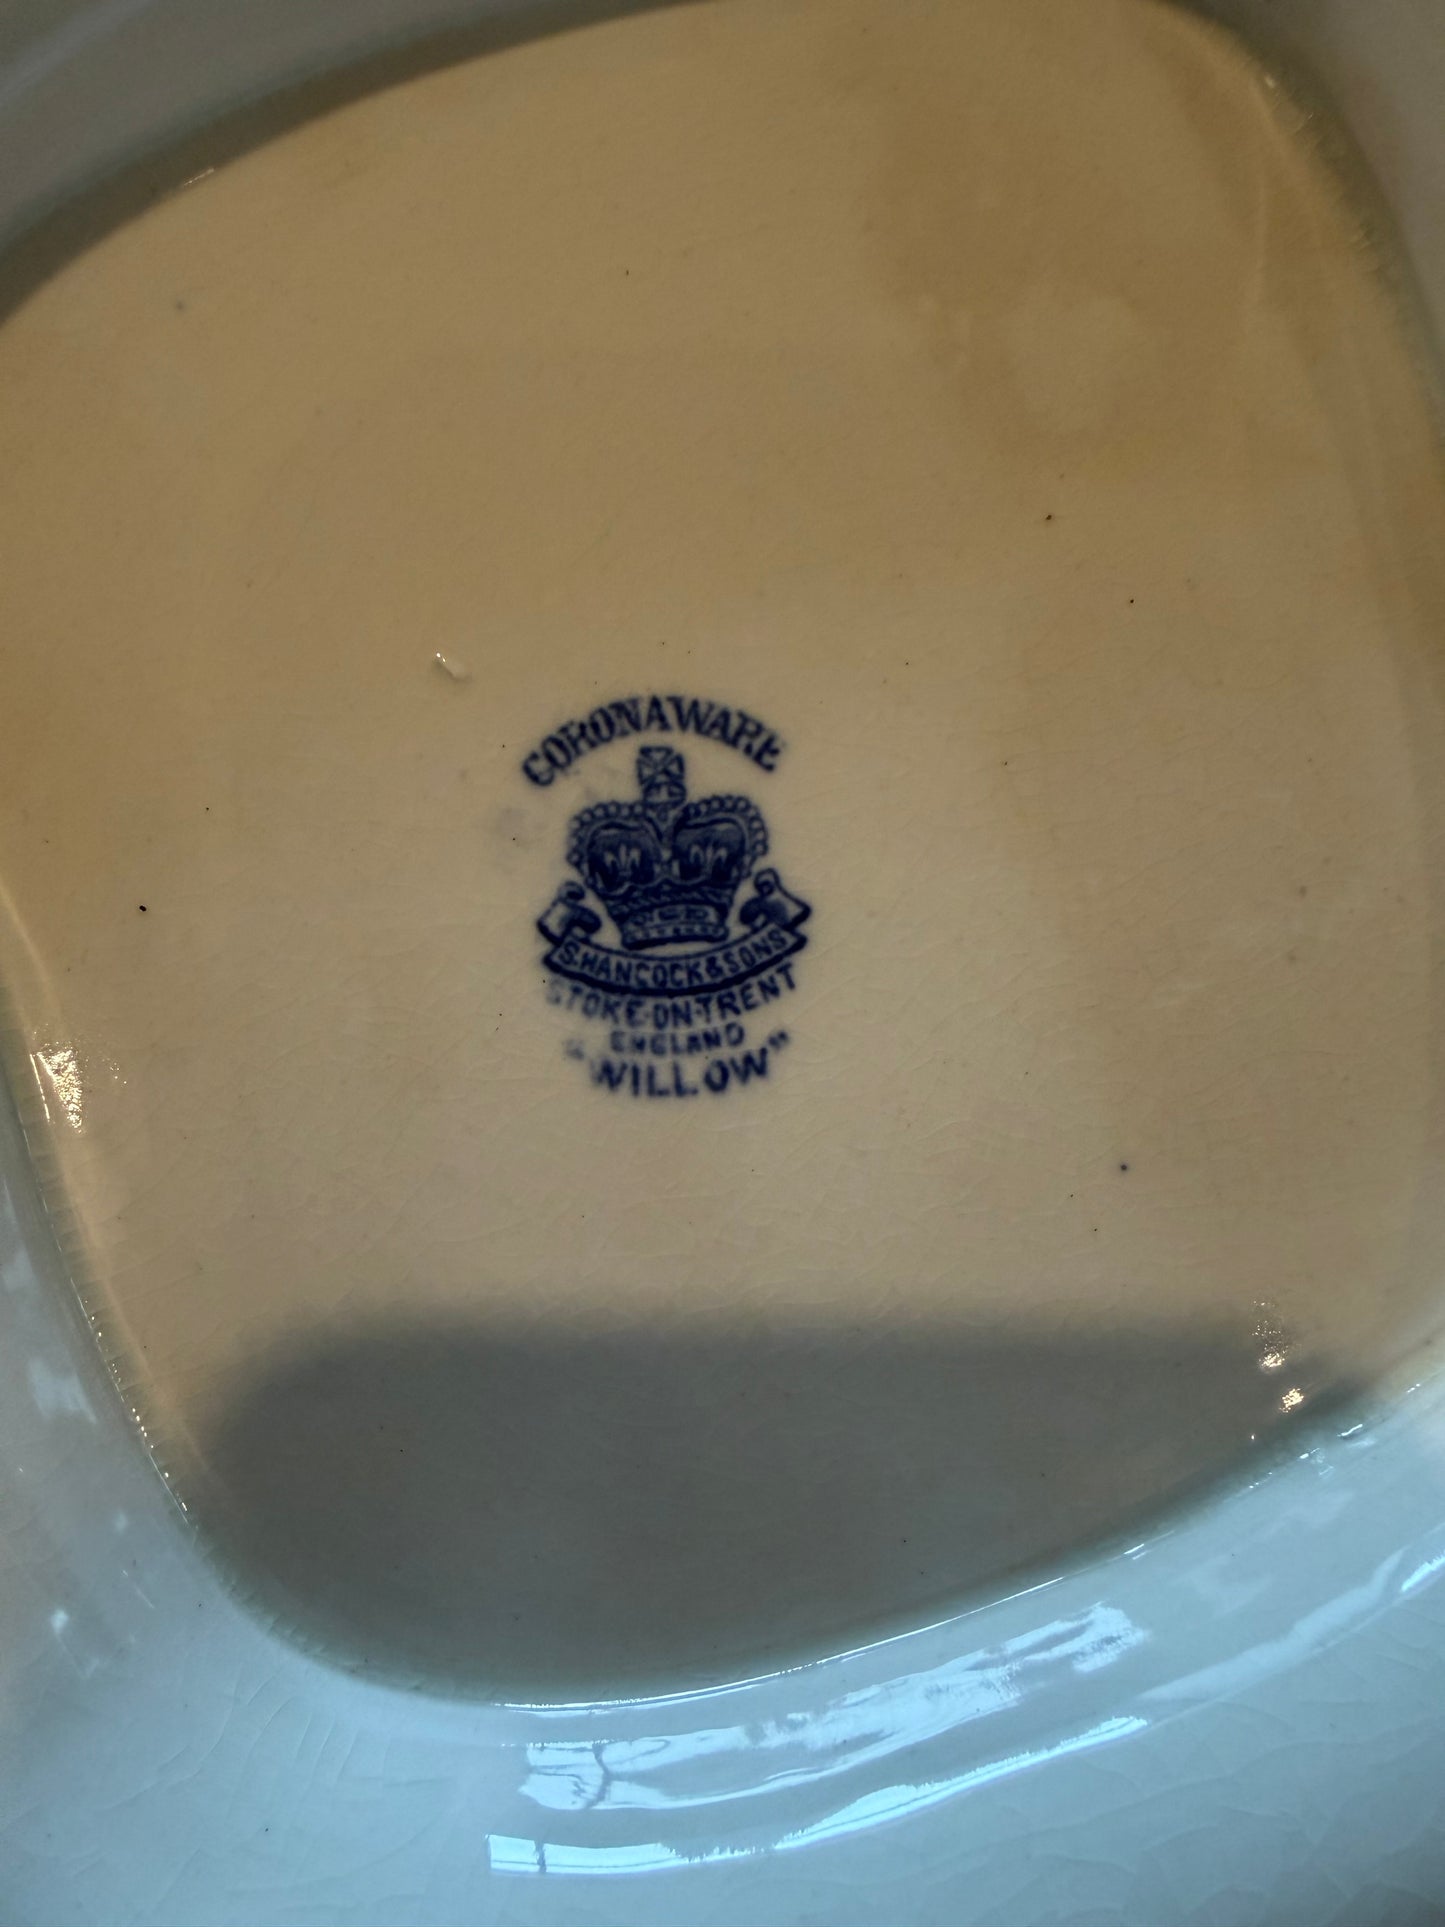 CORONAWARE
S. HANCOCK & SONS
STOKE-ON-TRENT
ENGLAND
"WILLOW"